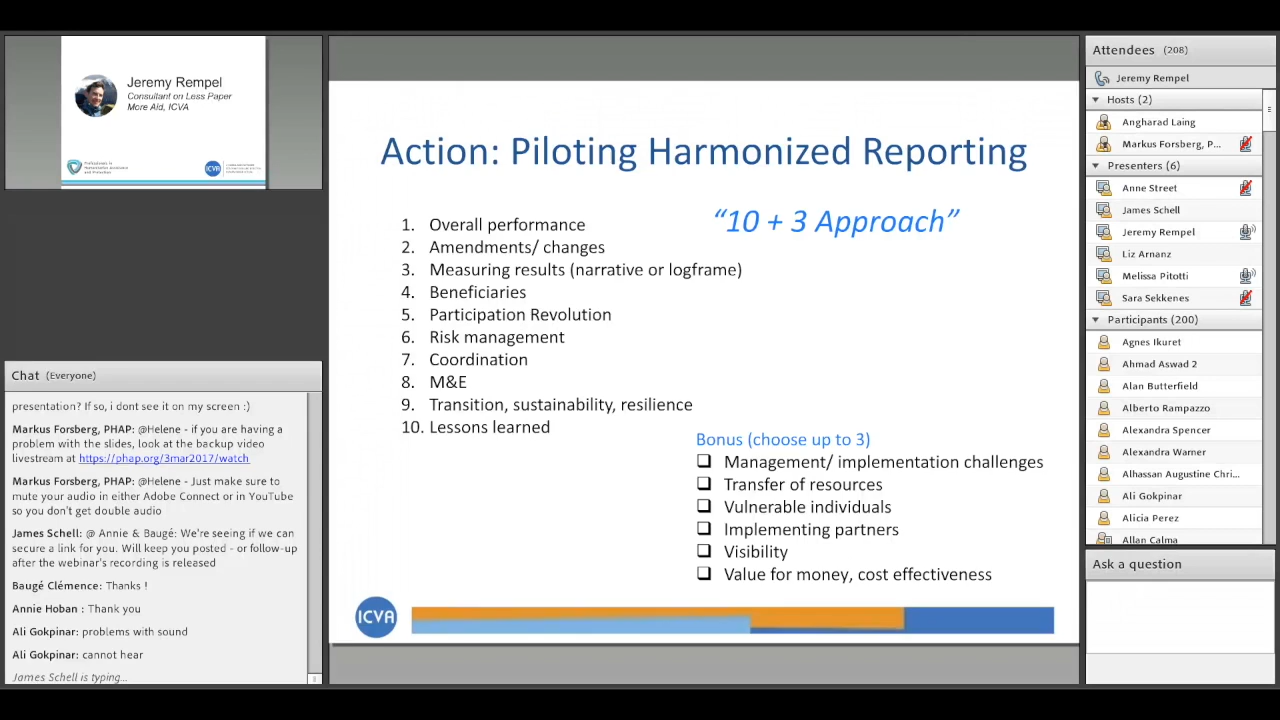 Jeremy Rempel
Consultant on Less Paper
More Aid, ICVA
Professionals in
Humanitarian Assistance
and Protection
ICVA
Chat (Everyone)
presentation? If so, i dont see it on my screen :)
Markus Forsberg, PHAP: @Helene - if you are having a
problem with the slides, look at the backup video
livestream at https://phap.org/3mar2017/watch
Markus Forsberg, PHAP: @Helene - Just make sure to
mute your audio in either Adobe Connect or in YouTube
so you don't get double audio
James Schell: @ Annie & Baugé: We're seeing if we can
secure a link for you. Will keep you posted - or follow-up
after the webinar's recording is released
Baugé Clémence: Thanks !
Annie Hoban : Thank you
Ali Gokpinar: problems with sound
Ali Gokpinar: cannot hear
James Schell is typing...
Action: Piloting Harmonized Reporting
“10 + 3 Approach”
1. Overall performance
2. Amendments/ changes
3. Measuring results (narrative or logframe)
4. Beneficiaries
5. Participation Revolution
6. Risk management
7. Coordination
8. M&E
9. Transition, sustainability, resilience
10. Lessons learned
Bonus (choose up to 3)
Management/ implementation challenges
Transfer of resources
Vulnerable individuals
Implementing partners
Visibility
Value for money, cost effectiveness
ICVA
Attendees (208)
Jeremy Rempel
Hosts (2)
Angharad Laing
Markus Forsberg, P...
Presenters (6)
Anne Street
James Schell
Jeremy Rempel
Liz Arnanz
Melissa Pitotti
Sara Sekkenes
Participants (200)
Agnes Ikuret
Ahmad Aswad 2
Alan Butterfield
Alberto Rampazzo
Alexandra Spencer
Alexandra Warner
Alhassan Augustine Chri...
Ali Gokpinar
Alicia Perez
Allan Calma
Ask a question